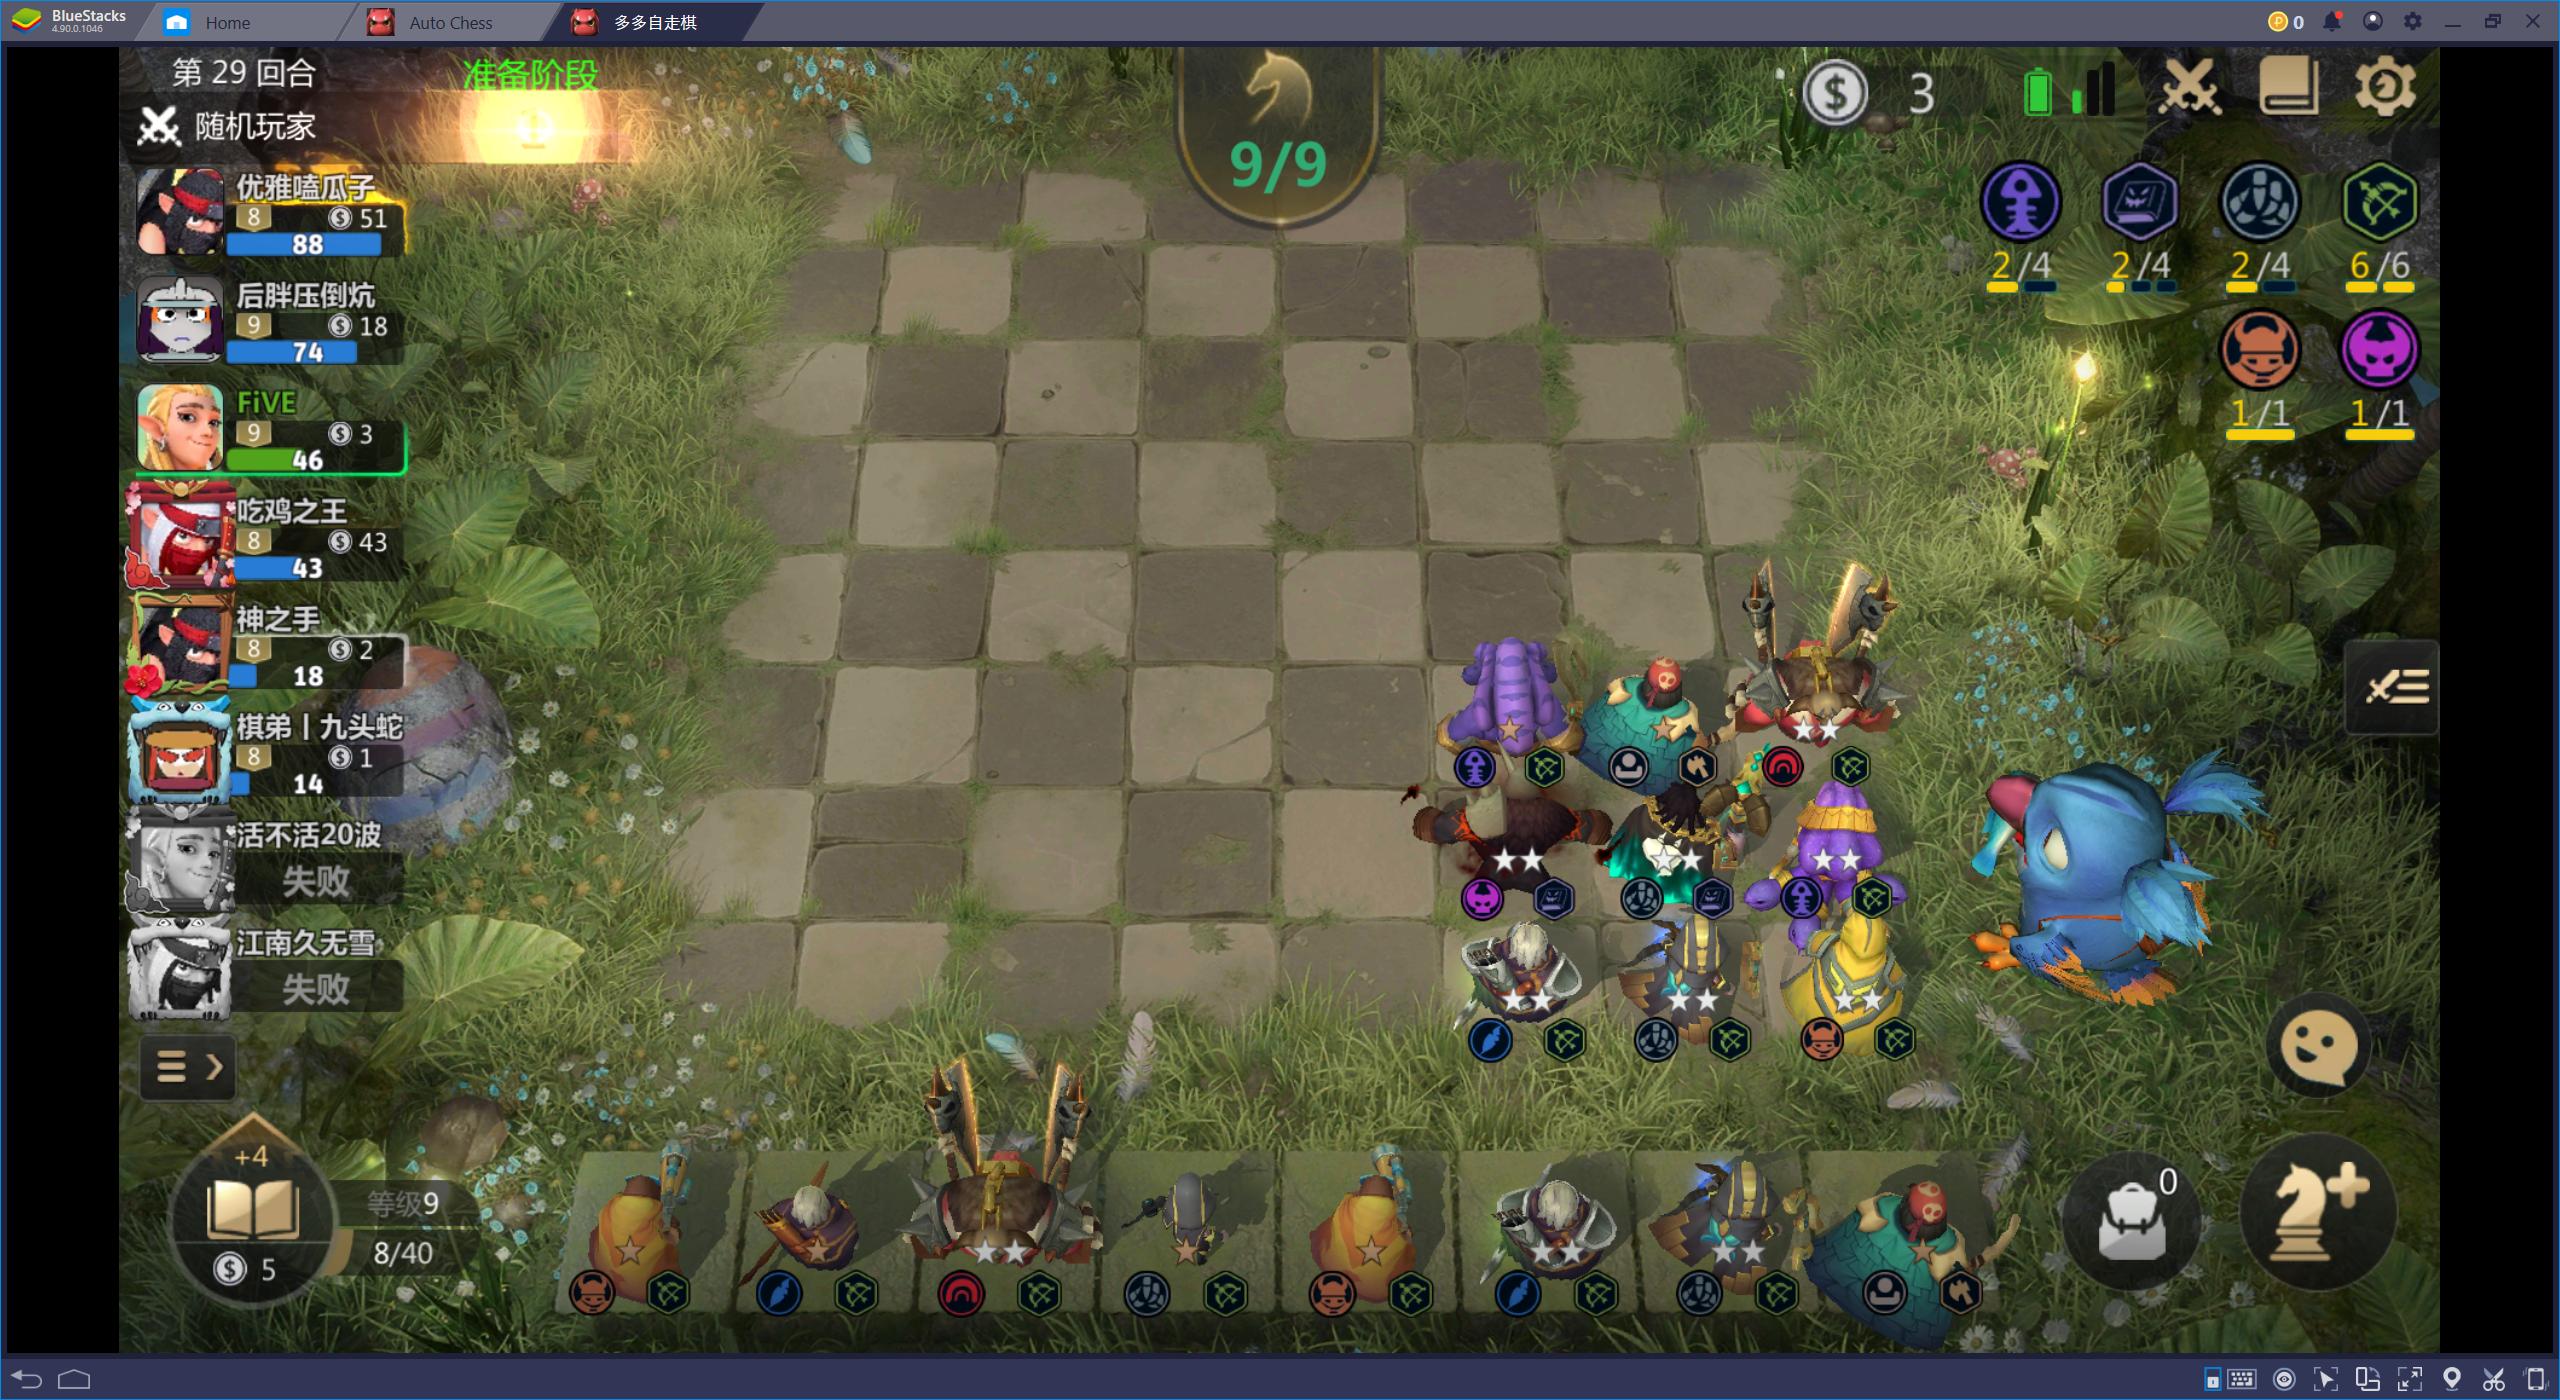 BlueStacks
4.90.0.1046
Home
Auto Chess
多多自走棋
0
第 29 回合
准备阶段
随机玩家
9/9
3
优雅嗑瓜子
8
51
88
后胖压倒炕
9
18
74
FiVE
9
3
46
吃鸡之王
8
43
43
神之手
8
2
18
棋弟丨九头蛇
8
1
14
活不活20波
失败
江南久无雪
失败
2/4
2/4
2/4
6/6
1/1
1/1
+4
等级9
5
8/40
0